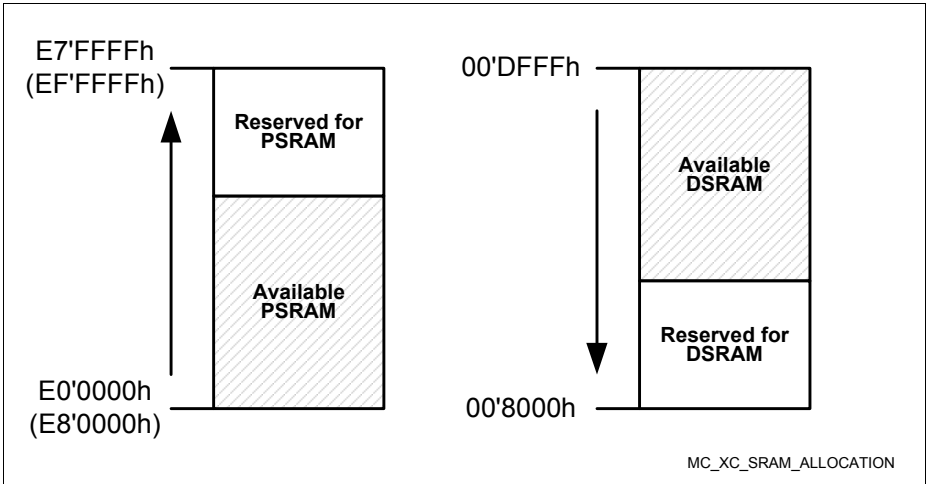 E7'FFFFh
(EF'FFFFh)
Reserved for
PSRAM
Available
PSRAM
E0'0000h
(E8'0000h)
00'DFFFh
Available
DSRAM
Reserved for
DSRAM
00'8000h
MC_XC_SRAM_ALLOCATION